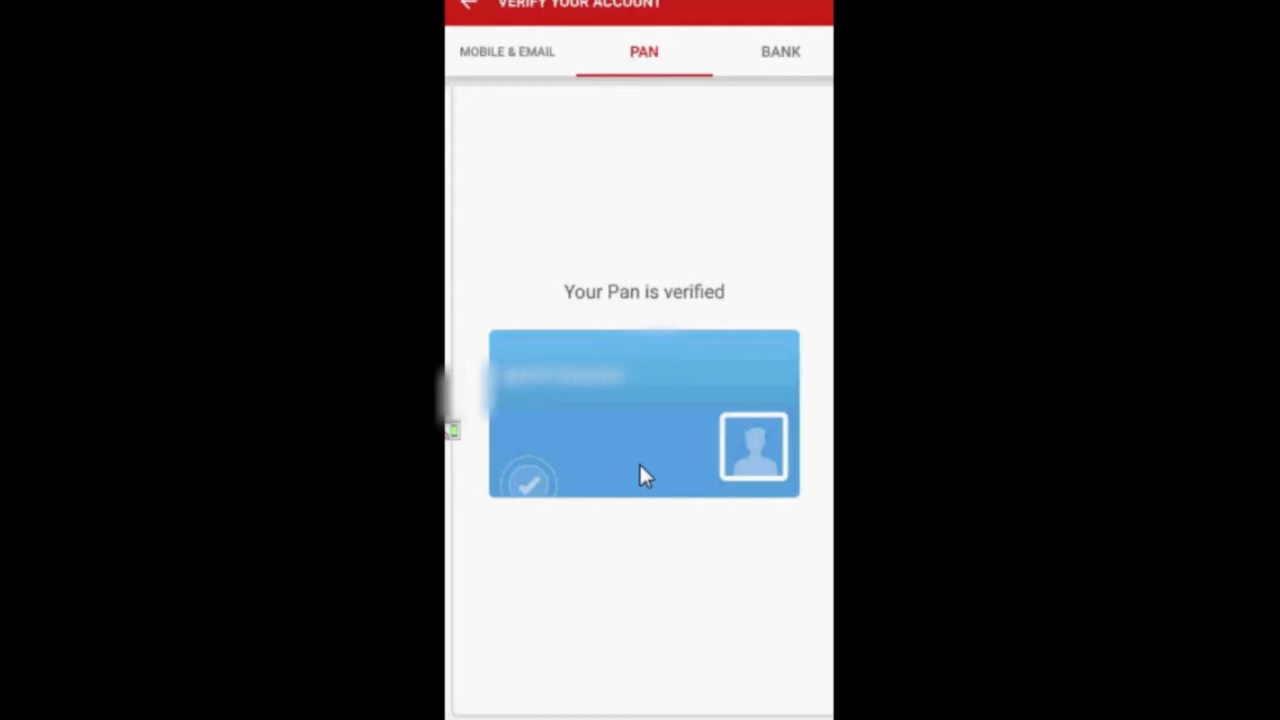 VERIFY YOUR ACCOUNT
MOBILE & EMAIL
PAN
BANK
Your Pan is verified